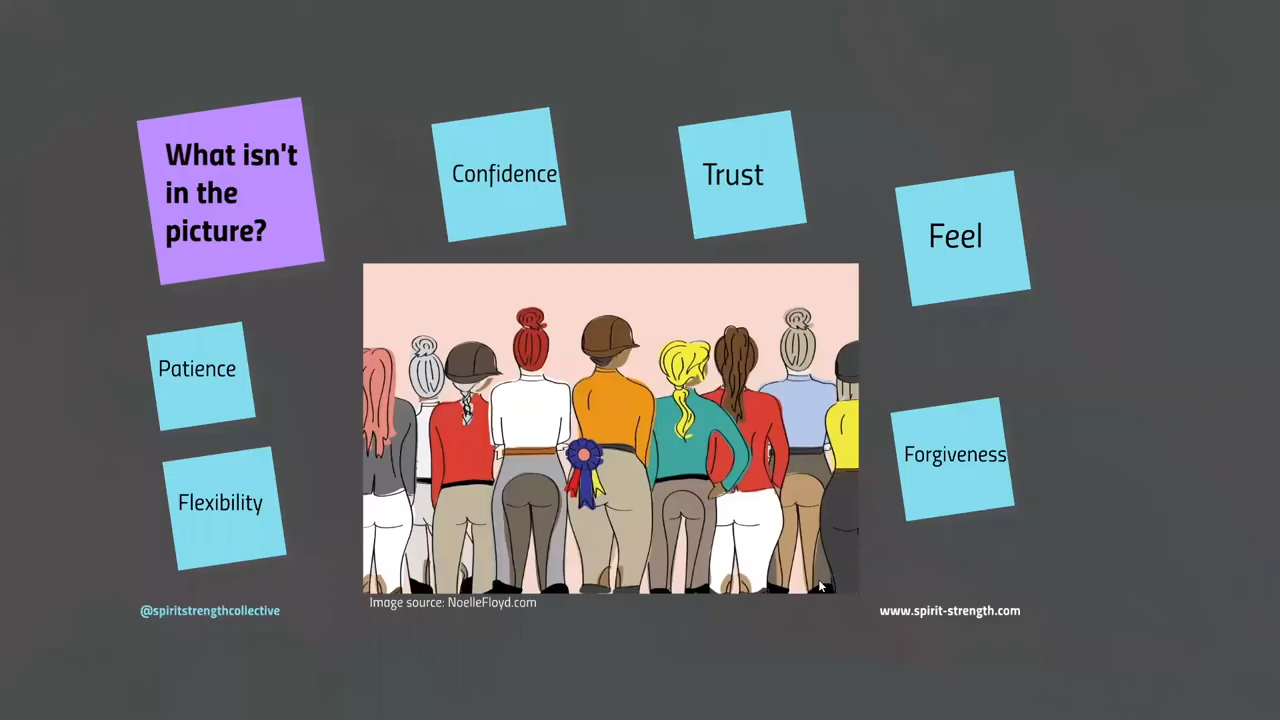 What isn't
in the
picture?
Confidence
Trust
Feel
Patience
Flexibility
Forgiveness
Image source: NoelleFloyd.com
@spiritstrengthcollective
www.spirit-strength.com